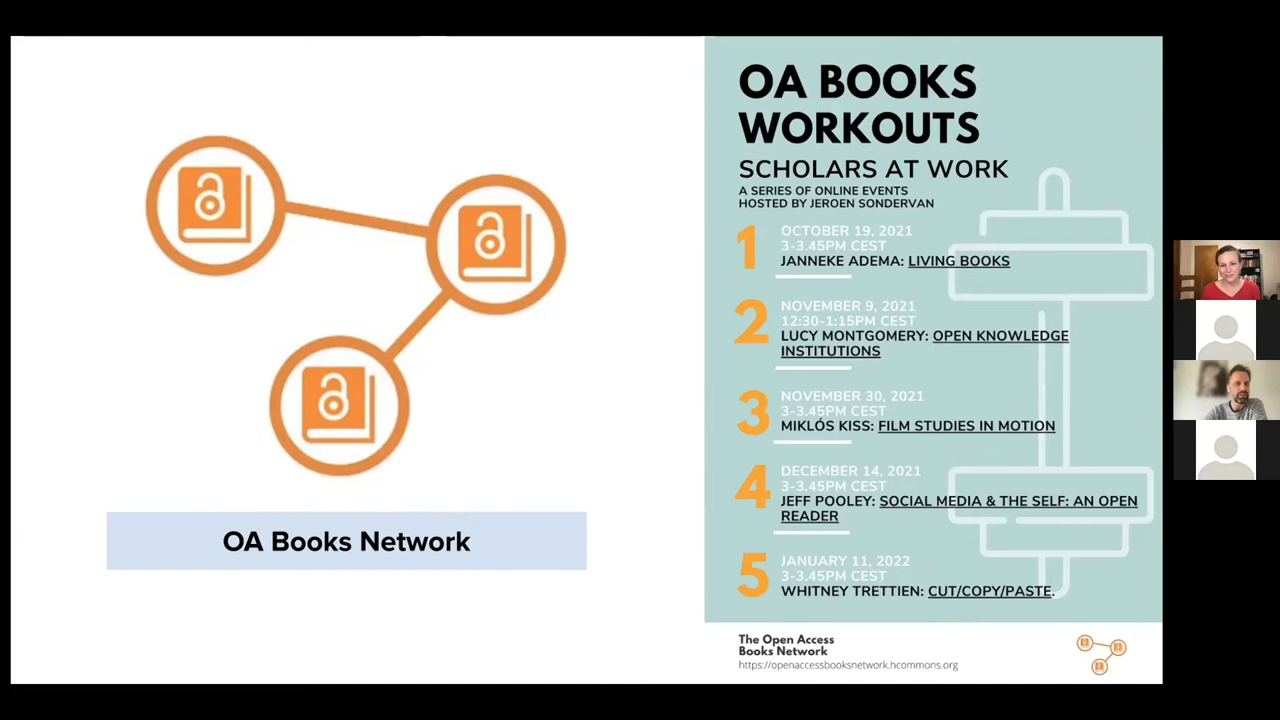 OA Books Network
OA BOOKS
WORKOUTS
SCHOLARS AT WORK
A SERIES OF ONLINE EVENTS
HOSTED BY JEROEN SONDERVAN
1
OCTOBER 19, 2021
3-3.45PM CEST
JANNEKE ADEMA: LIVING BOOKS
2
NOVEMBER 9, 2021
12:30-1:15PM CEST
LUCY MONTGOMERY: OPEN KNOWLEDGE
INSTITUTIONS
3
NOVEMBER 30, 2021
3-3.45PM CEST
MIKLÓS KISS: FILM STUDIES IN MOTION
4
DECEMBER 14, 2021
3-3.45PM CEST
JEFF POOLEY: SOCIAL MEDIA & THE SELF: AN OPEN
READER
5
JANUARY 11, 2022
3-3.45PM CEST
WHITNEY TRETTIEN: CUT/COPY/PASTE.
The Open Access
Books Network
https://openaccessbooksnetwork.hcommons.org